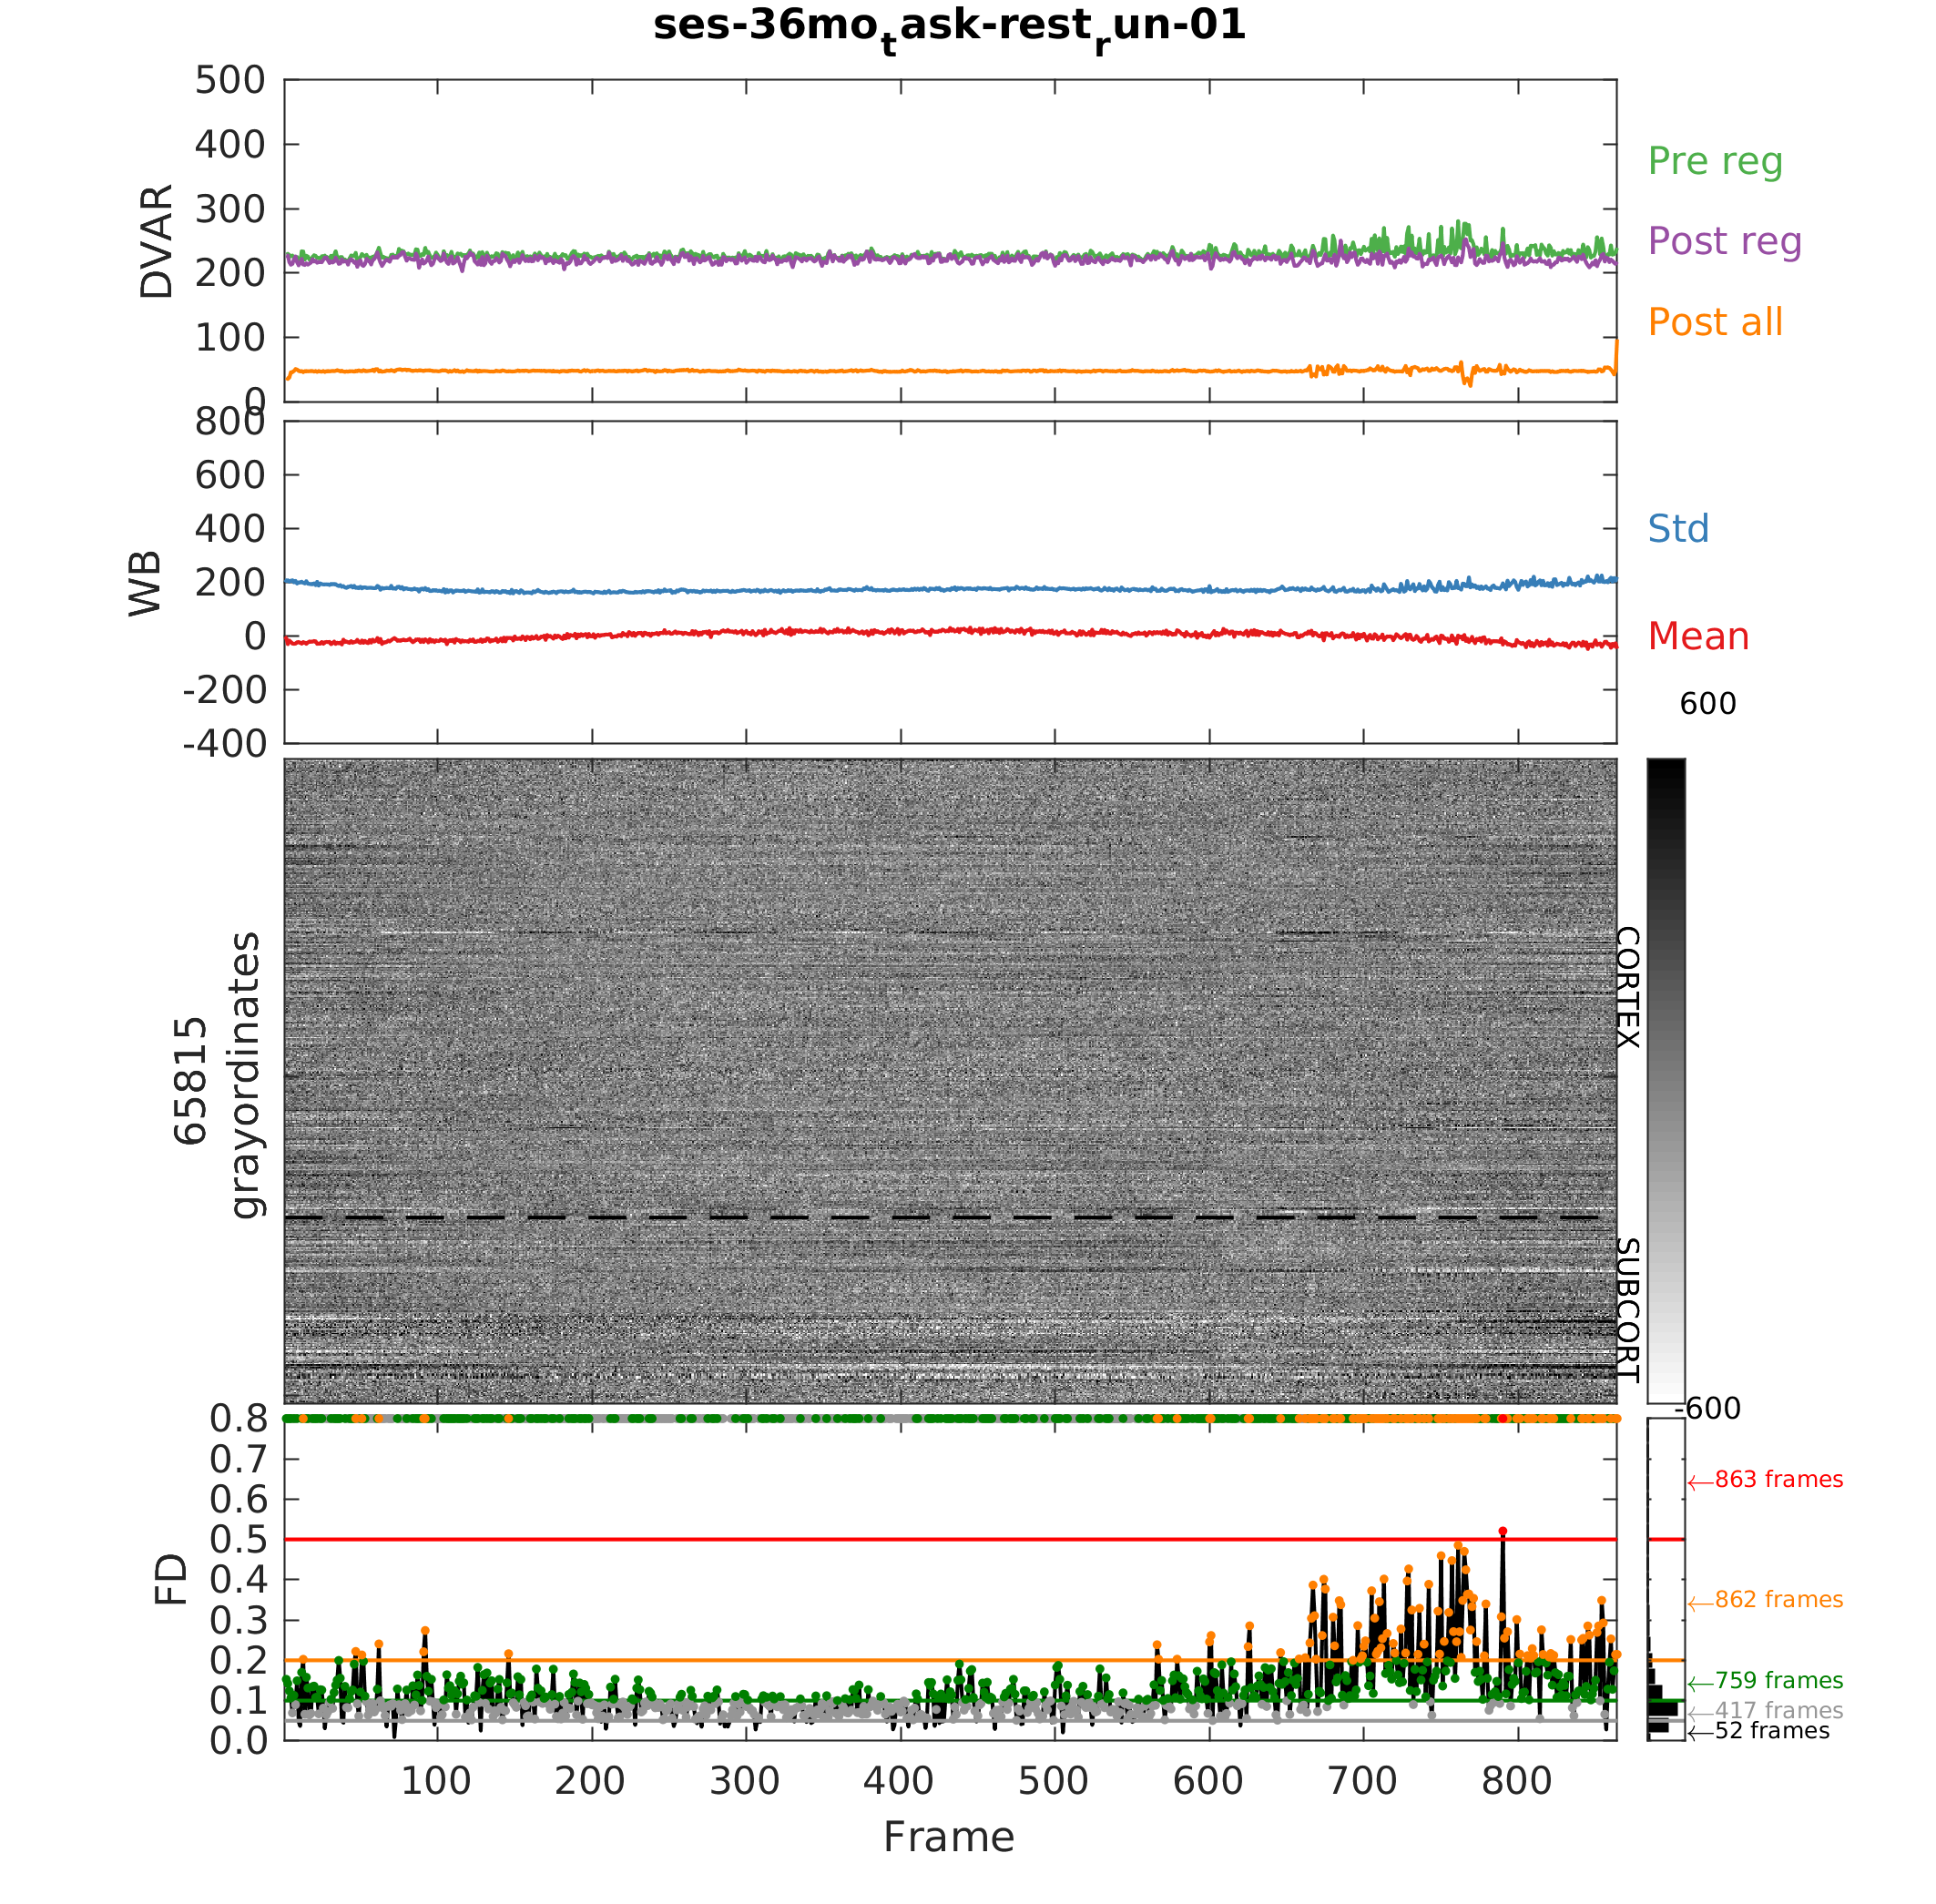 ses-36mo_task-rest_run-01
500
400
300
200
100
0
DVAR
Pre reg
Post reg
Post all
800
600
400
200
0
-200
-400
WB
Std
Mean
600
65815
grayordinates
CORTEX
SUBCORT
-600
0.8
0.7
0.6
0.5
0.4
0.3
0.2
0.1
0.0
FD
←863 frames
←862 frames
←759 frames
←417 frames
←52 frames
100 200 300 400 500 600 700 800
Frame